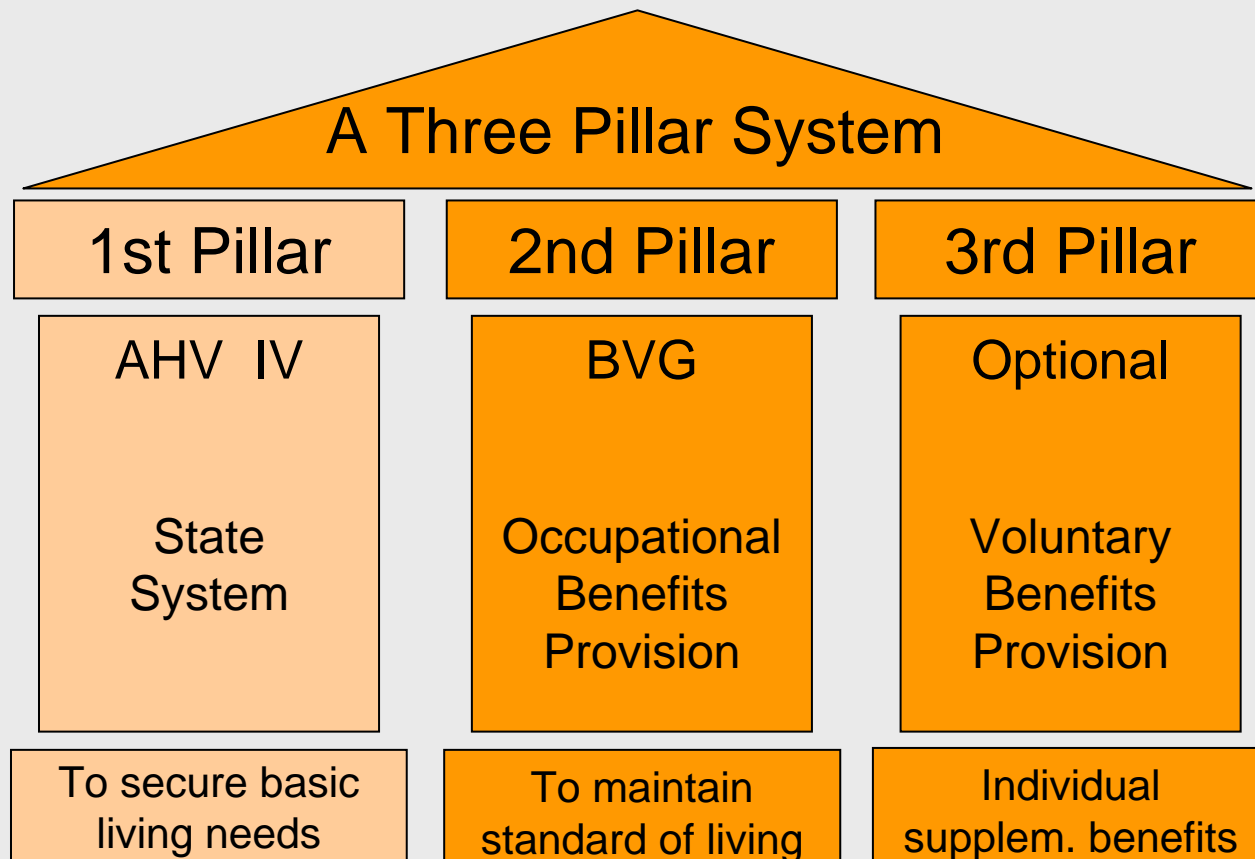 A Three Pillar System
1st Pillar
2nd Pillar
3rd Pillar
AHV IV
State
System
BVG
Occupational
Benefits
Provision
Optional
Voluntary
Benefits
Provision
To secure basic
living needs
To maintain
standard of living
Individual
supplem. benefits